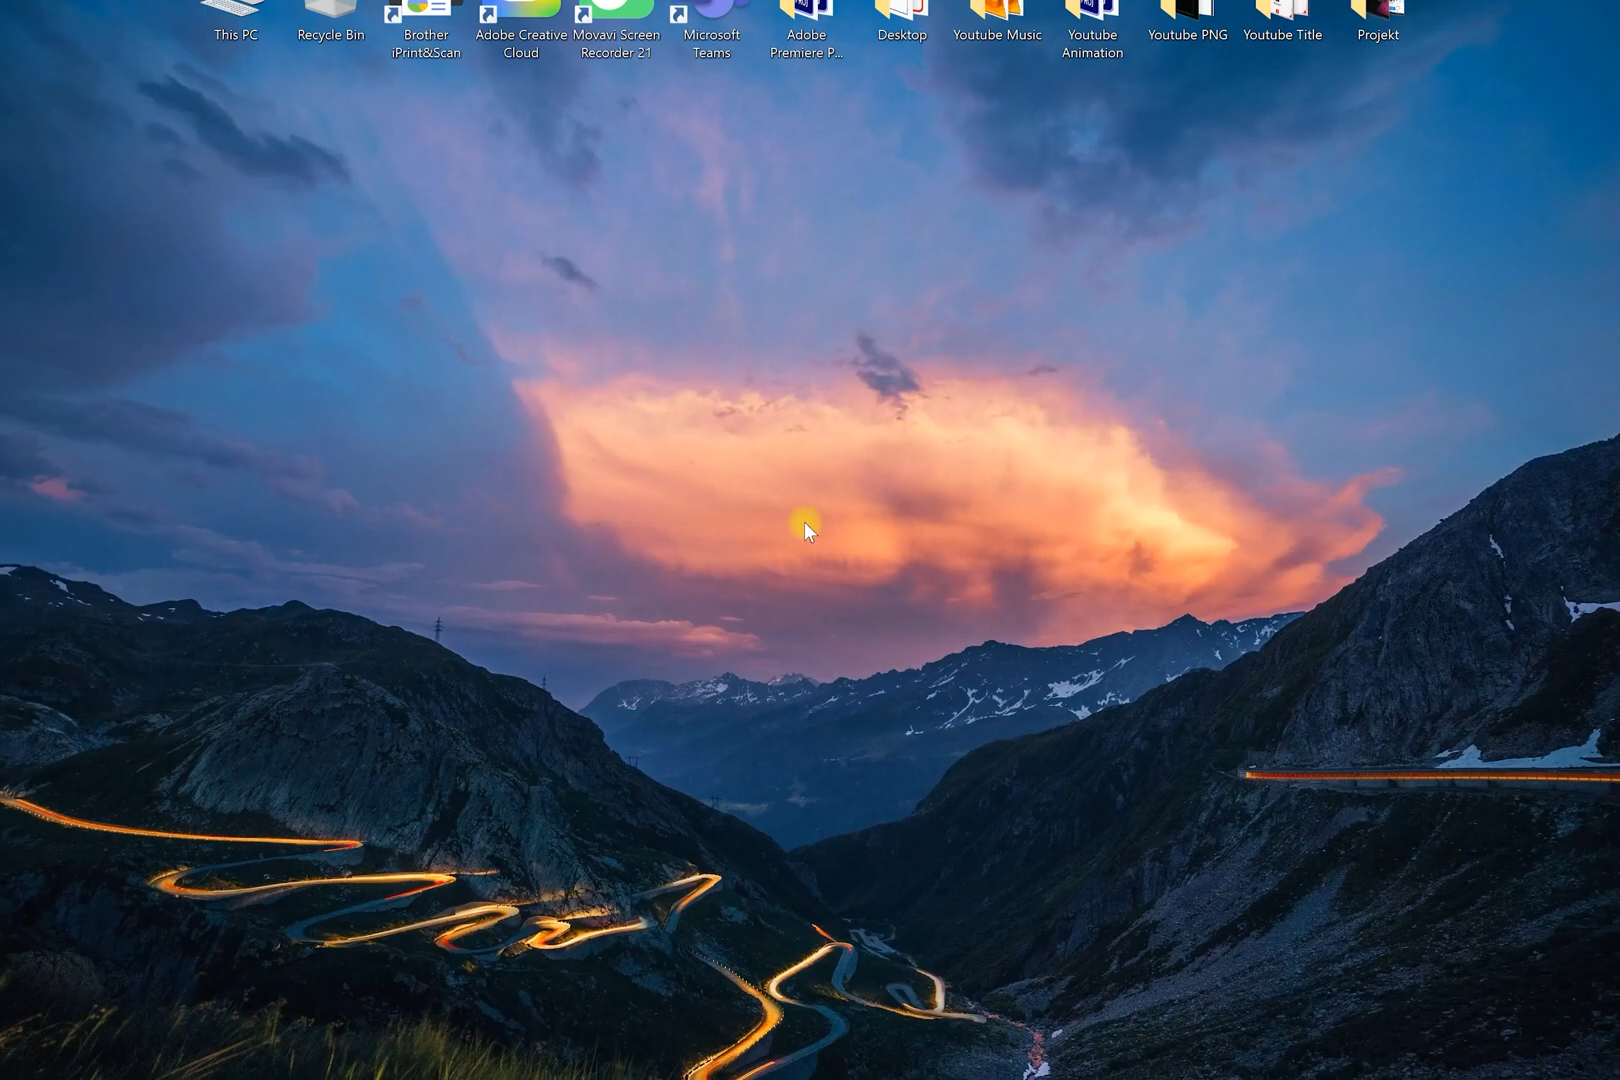 This PC
Recycle Bin
Brother
iPrint&Scan
Adobe Creative
Cloud
Movavi Screen
Recorder 21
Microsoft
Teams
Adobe
Premiere P...
Desktop
Youtube Music
Youtube
Animation
Youtube PNG
Youtube Title
Projekt